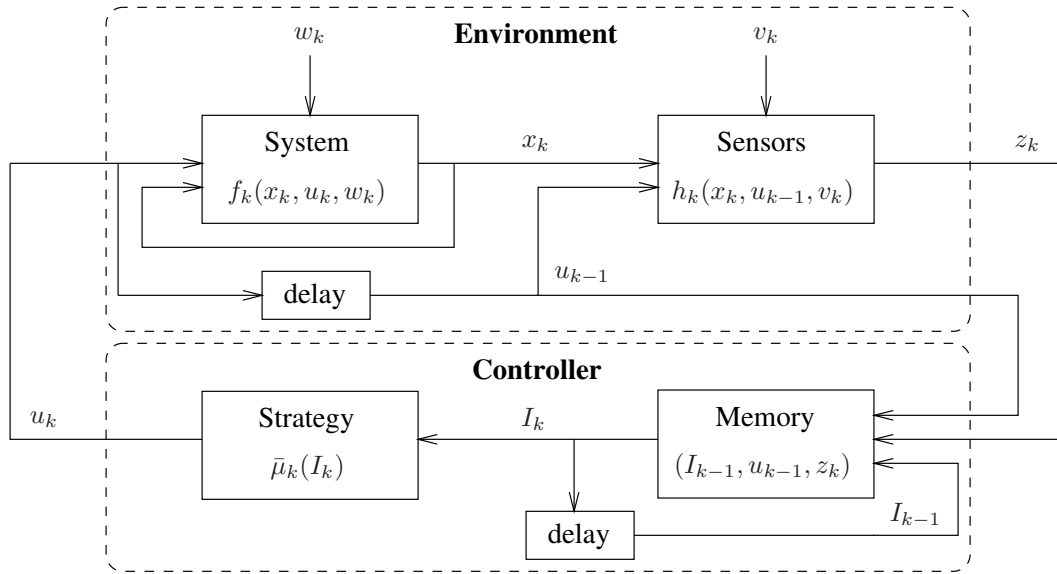 w_k
Environment
v_k
System
f_k(x_k, u_k, w_k)
x_k
Sensors
h_k(x_k, u_{k-1}, v_k)
z_k
delay
u_{k-1}
Controller
u_k
Strategy
μ̄_k(I_k)
I_k
Memory
(I_{k-1}, u_{k-1}, z_k)
delay
I_{k-1}